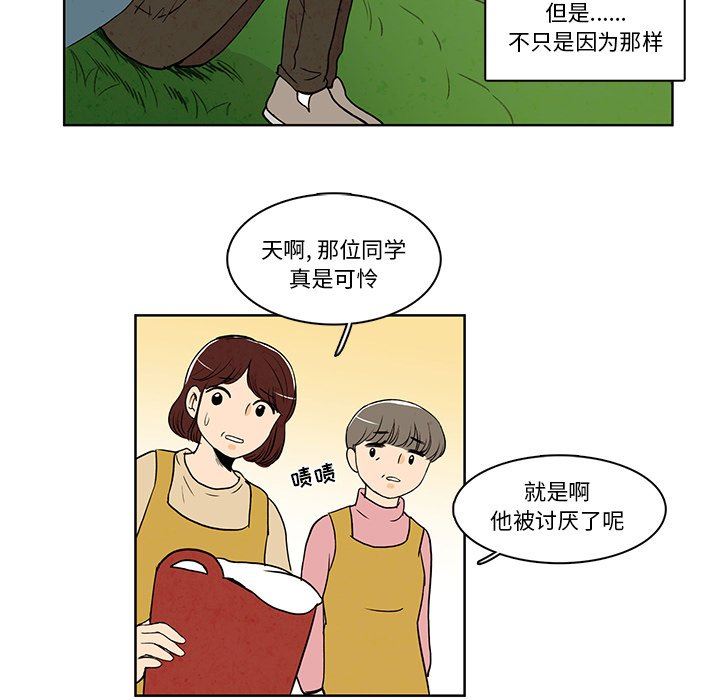 但是......
不只是因为那样
天啊, 那位同学
真是可怜
啧啧
就是啊
他被讨厌了呢